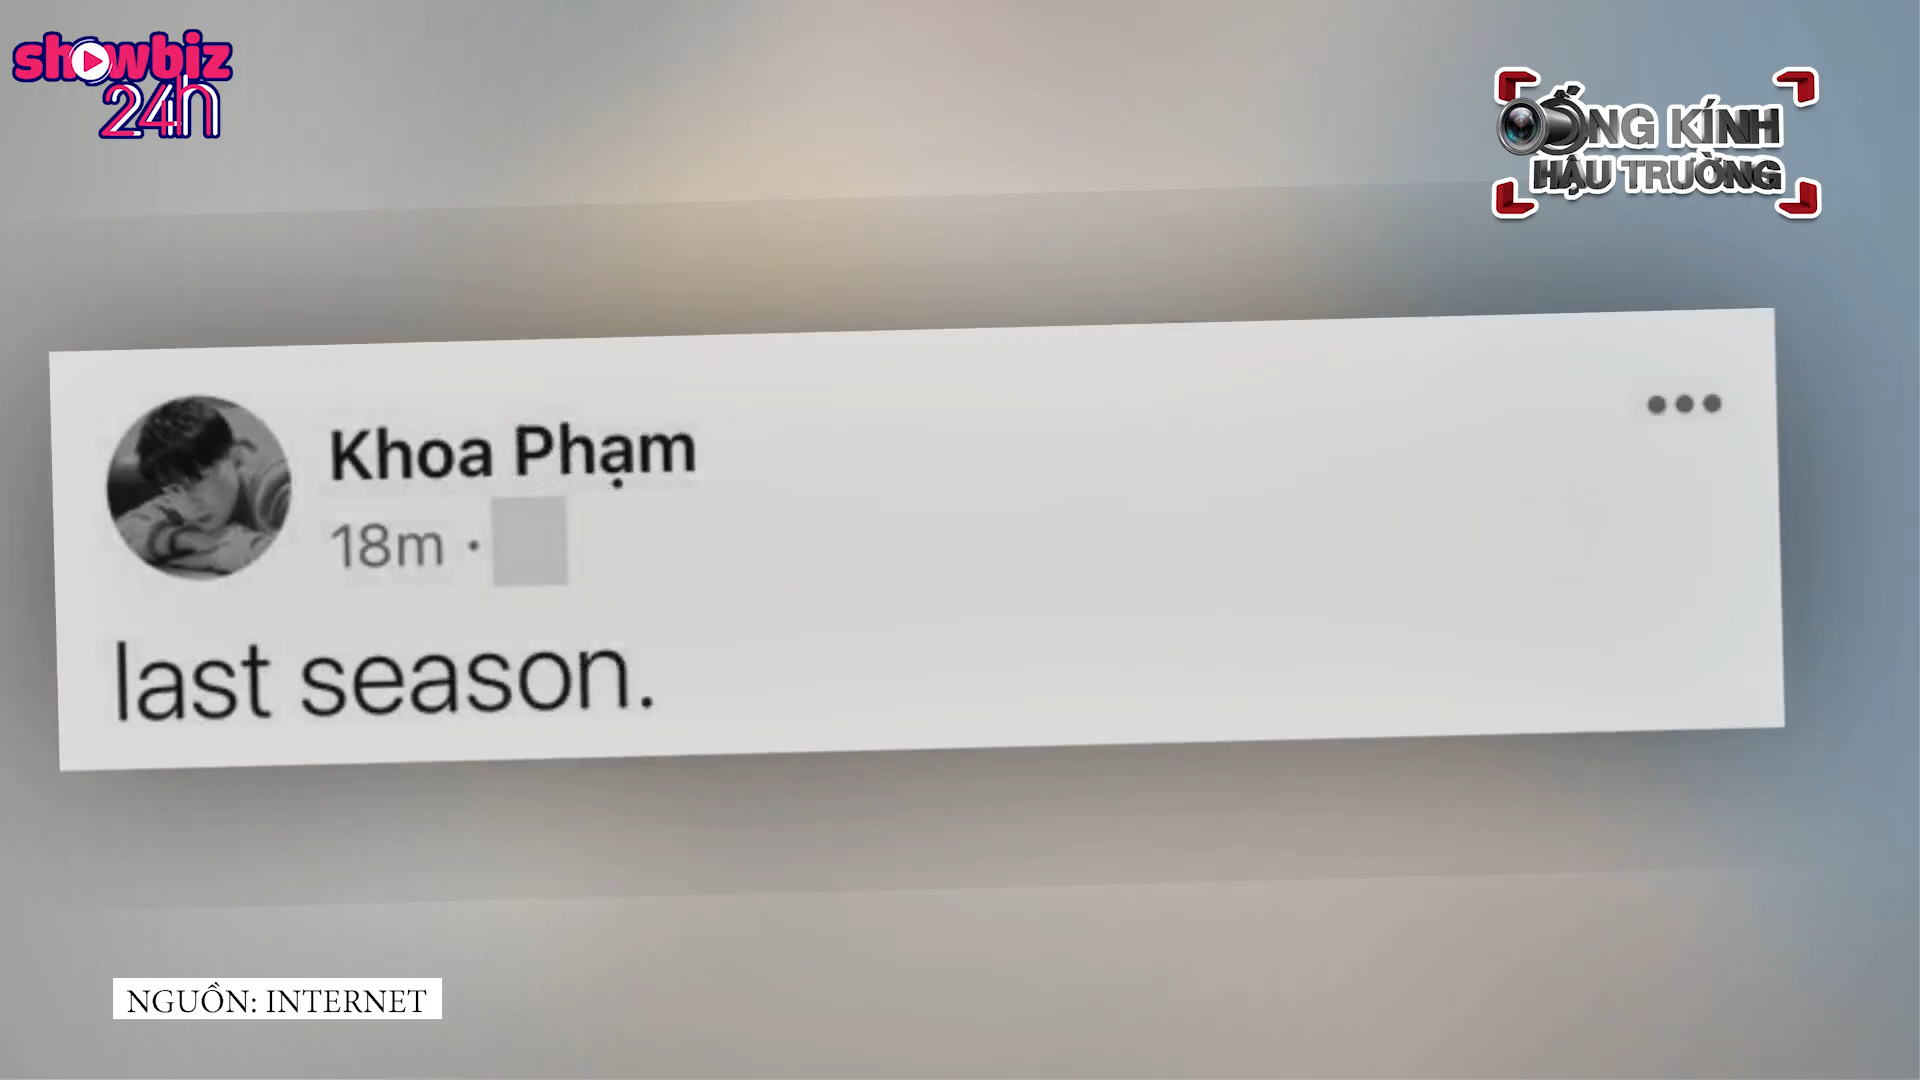 showbiz
24h
ỐNG KÍNH
HẬU TRƯỜNG
Khoa Phạm
18m ·
last season.
NGUỒN: INTERNET